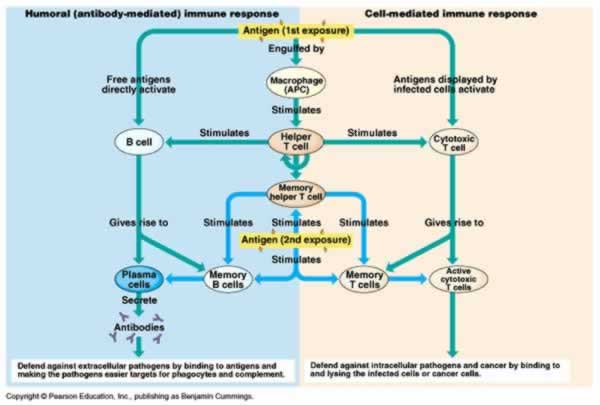 Humoral (antibody-mediated) immune response
Cell-mediated immune response
Antigen (1st exposure)
Engulfed by
Free antigens
directly activate
Macrophage
(APC)
Antigens displayed by
infected cells activate
Stimulates
B cell
Stimulates
Helper
T cell
Stimulates
Cytotoxic
T cell
Memory
helper T cell
Gives rise to
Stimulates
Stimulates
Stimulates
Gives rise to
Antigen (2nd exposure)
Stimulates
Plasma
cells
Memory
B cells
Memory
T cells
Active
cytotoxic
T cells
Secrete
Antibodies
Defend against extracellular pathogens by binding to antigens and
making the pathogens easier targets for phagocytes and complement.
Defend against intracellular pathogens and cancer by binding to
and lysing the infected cells or cancer cells.
Copyright © Pearson Education, Inc., publishing as Benjamin Cummings.